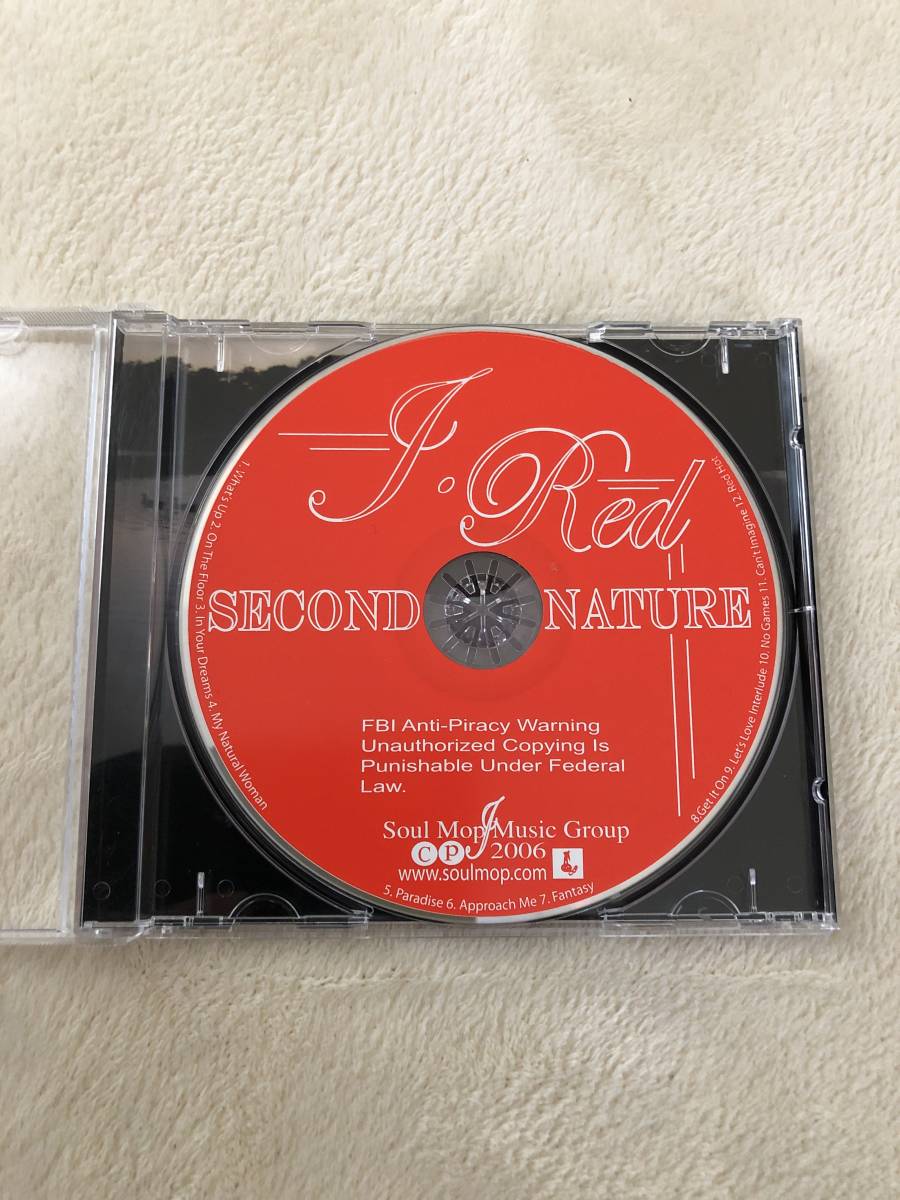 J. Red
SECOND NATURE
1. What's Up 2. On The Floor 3. In Your Dreams 4. My Natural Woman
5. Paradise 6. Approach Me 7. Fantasy
8.Get It On 9. Let's Love Interlude 10. No Games 11. Can't Imagine 12. Red Hot
FBI Anti-Piracy Warning
Unauthorized Copying Is
Punishable Under Federal
Law.
Soul Mop Music Group
C P 2006
www.soulmop.com